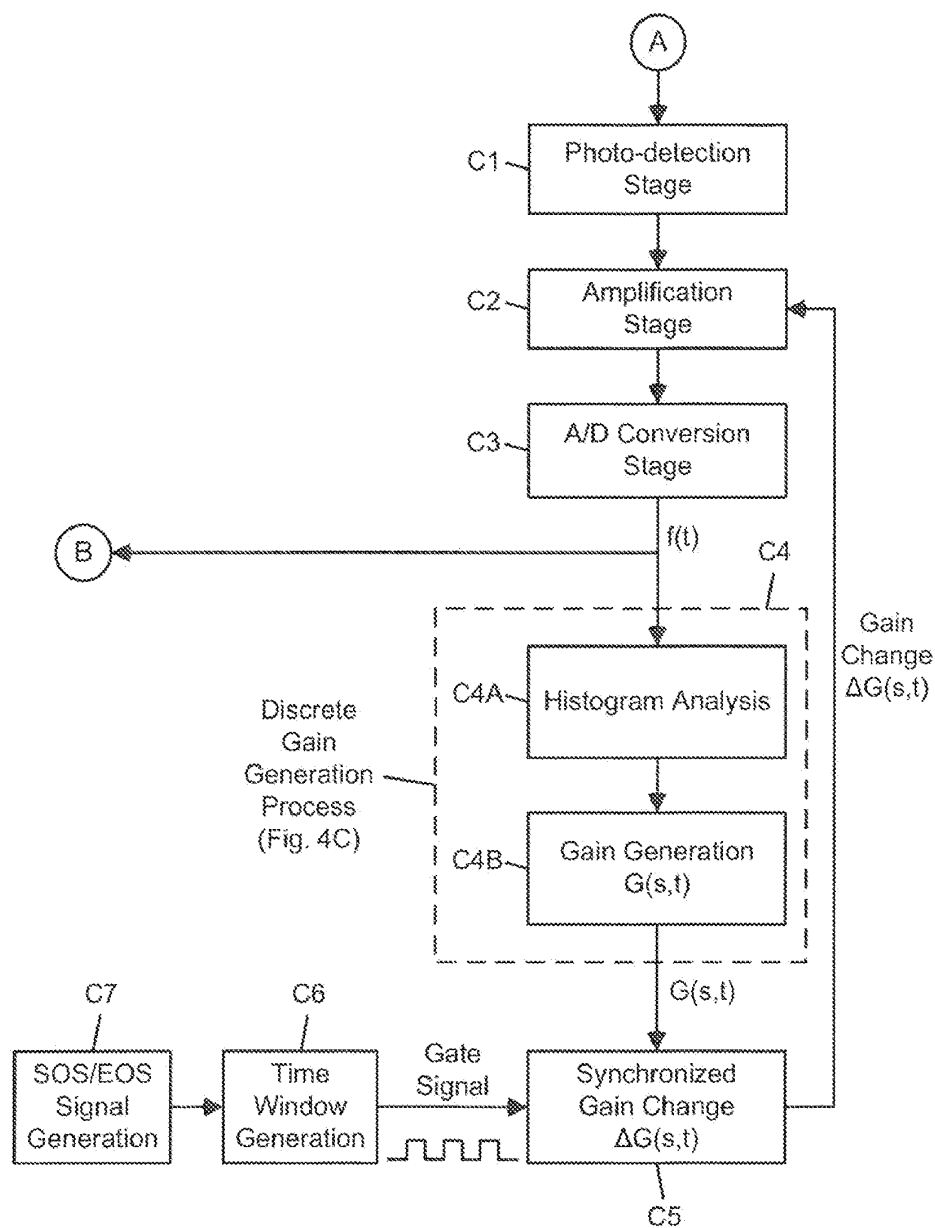 A
C1
Photo-detection
Stage
C2
Amplification
Stage
C3
A/D Conversion
Stage
f(t)
B
C4
Gain
Change
ΔG(s,t)
C4A
Histogram Analysis
Discrete
Gain
Generation
Process
(Fig. 4C)
C4B
Gain Generation
G(s,t)
G(s,t)
C7
SOS/EOS
Signal
Generation
C6
Time
Window
Generation
Gate
Signal
Synchronized
Gain Change
ΔG(s,t)
C5